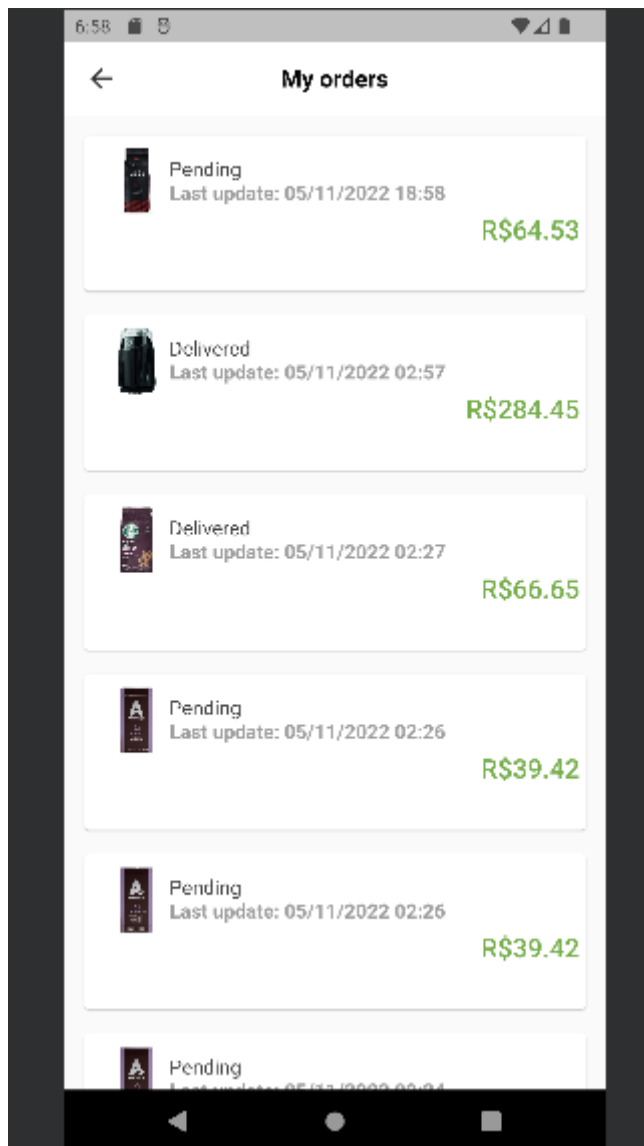 6:58
My orders
Pending
Last update: 05/11/2022 18:58
R$64.53
Delivered
Last update: 05/11/2022 02:57
R$284.45
Delivered
Last update: 05/11/2022 02:27
R$66.65
Pending
Last update: 05/11/2022 02:26
R$39.42
Pending
Last update: 05/11/2022 02:26
R$39.42
Pending